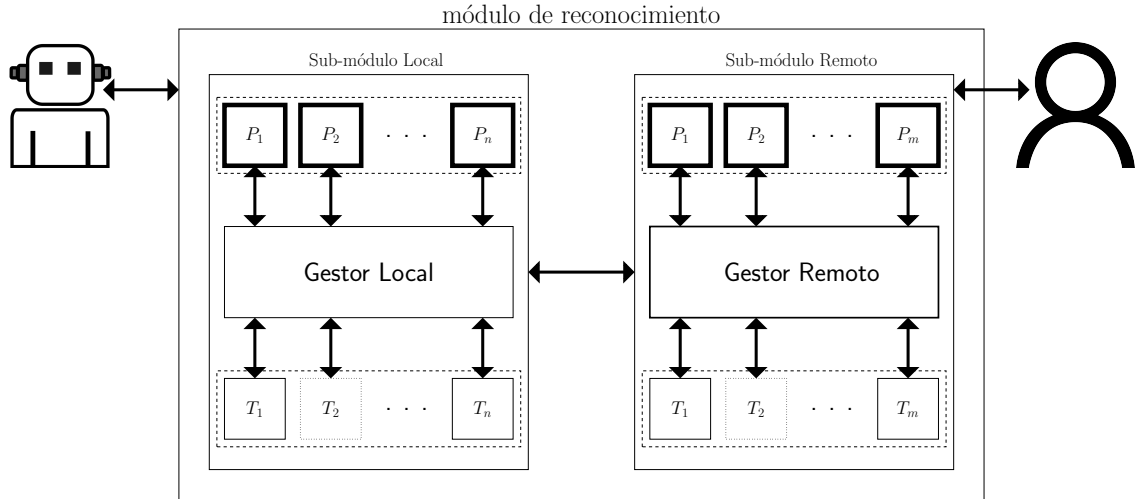 módulo de reconocimiento
Sub-módulo Local
Sub-módulo Remoto
P1 P2 . . . Pn
P1 P2 . . . Pm
Gestor Local
Gestor Remoto
T1 T2 . . . Tn
T1 T2 . . . Tm